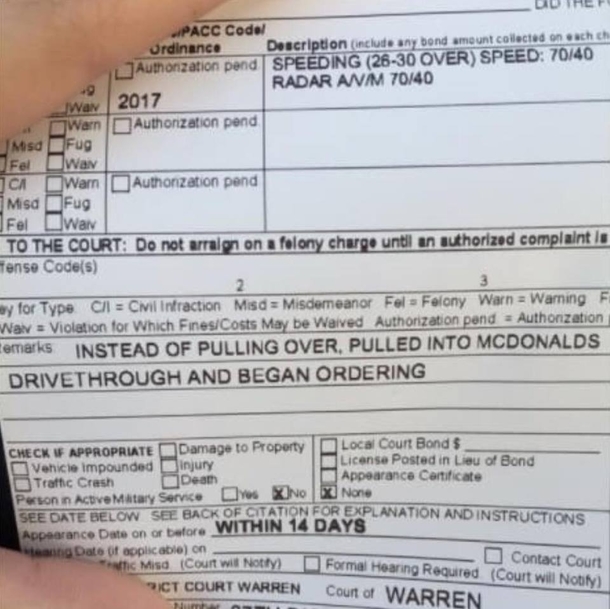 DID THE
PACC Code/
Ordinance Description (include any bond amount collected on each
Authorization pend. SPEEDING (26-30 OVER) SPEED: 70/40
RADAR A/V/M 70/40
Waiv 2017
Warn Authorization pend.
Misd Fug
Fel Waiv
C/I Warn Authorization pend.
Misd Fug
Fel Waiv
TO THE COURT: Do not arraign on a felony charge until an authorized complaint is
Code(s)
2 3
for Type C/I = Civil Infraction Misd = Misdemeanor Fel = Felony Warn = Warning
Waiv = Violation for Which Fines/Costs May be Waived Authorization pend. = Authorization
INSTEAD OF PULLING OVER, PULLED INTO MCDONALDS
DRIVETHROUGH AND BEGAN ORDERING
CHECK IF APPROPRIATE Damage to Property Local Court Bond $
Vehicle Impounded Injury License Posted in Lieu of Bond
Traffic Crash Death Appearance Certificate
Person in Active Military Service Yes X No X None
SEE DATE BELOW SEE BACK OF CITATION FOR EXPLANATION AND INSTRUCTIONS
Appearance Date on or before WITHIN 14 DAYS
Hearing Date (if applicable) on Contact Court
Misd. (Court will Notify) Formal Hearing Required (Court will Notify)
COURT WARREN Court of WARREN